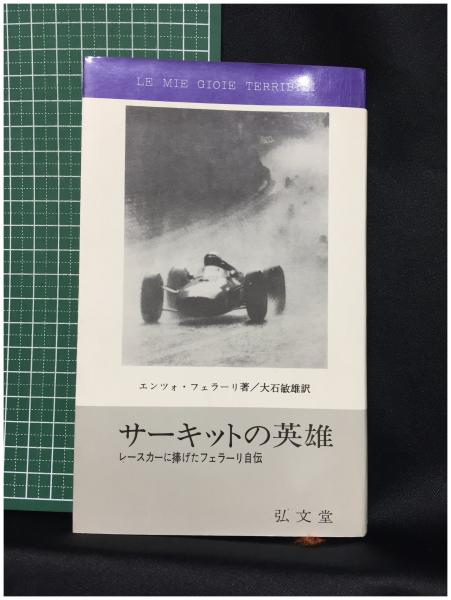 LE MIE GIOIE TERRIBILI
エンツォ・フェラーリ著／大石敏雄訳
サーキットの英雄
レースカーに捧げたフェラーリ自伝
弘文堂